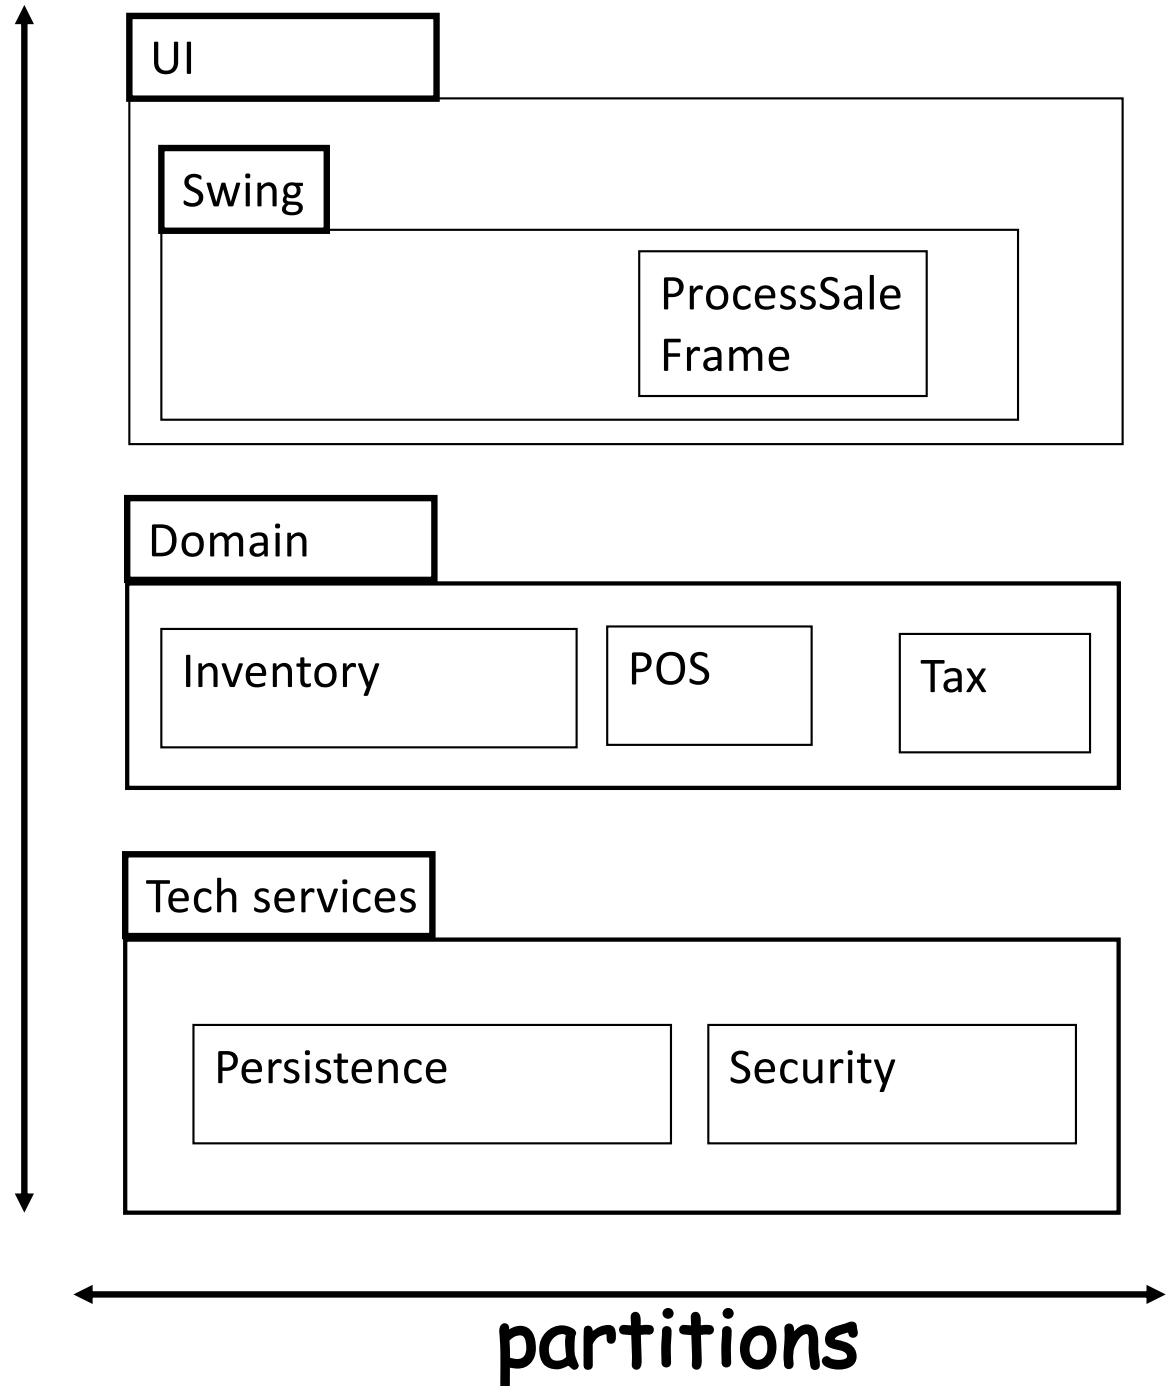 UI
Swing
ProcessSale
Frame
Domain
Inventory
POS
Tax
Tech services
Persistence
Security
partitions